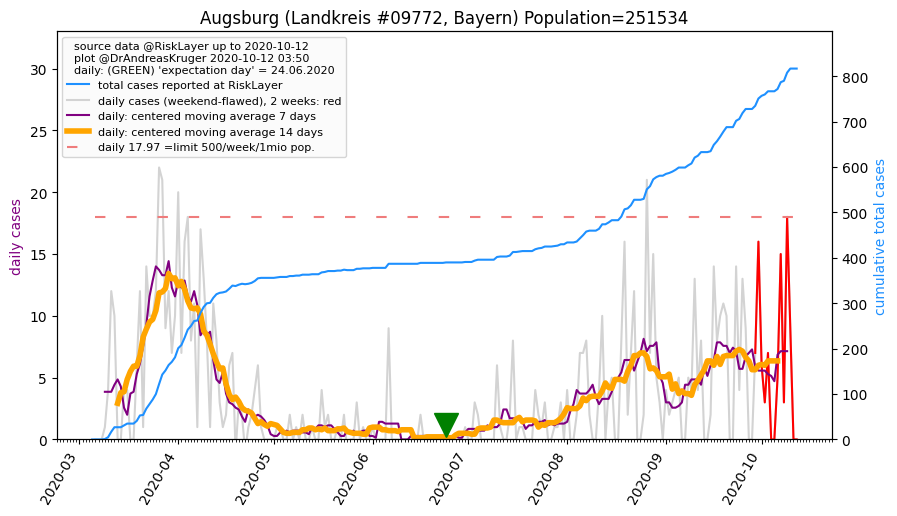 Augsburg (Landkreis #09772, Bayern) Population=251534
source data @RiskLayer up to 2020-10-12
plot @DrAndreasKruger 2020-10-12 03:50
daily: (GREEN) 'expectation day' = 24.06.2020
total cases reported at RiskLayer
daily cases (weekend-flawed), 2 weeks: red
daily: centered moving average 7 days
daily: centered moving average 14 days
daily 17.97 =limit 500/week/1mio pop.
daily cases
30
25
20
15
10
5
0
cumulative total cases
800
700
600
500
400
300
200
100
0
2020-03
2020-04
2020-05
2020-06
2020-07
2020-08
2020-09
2020-10